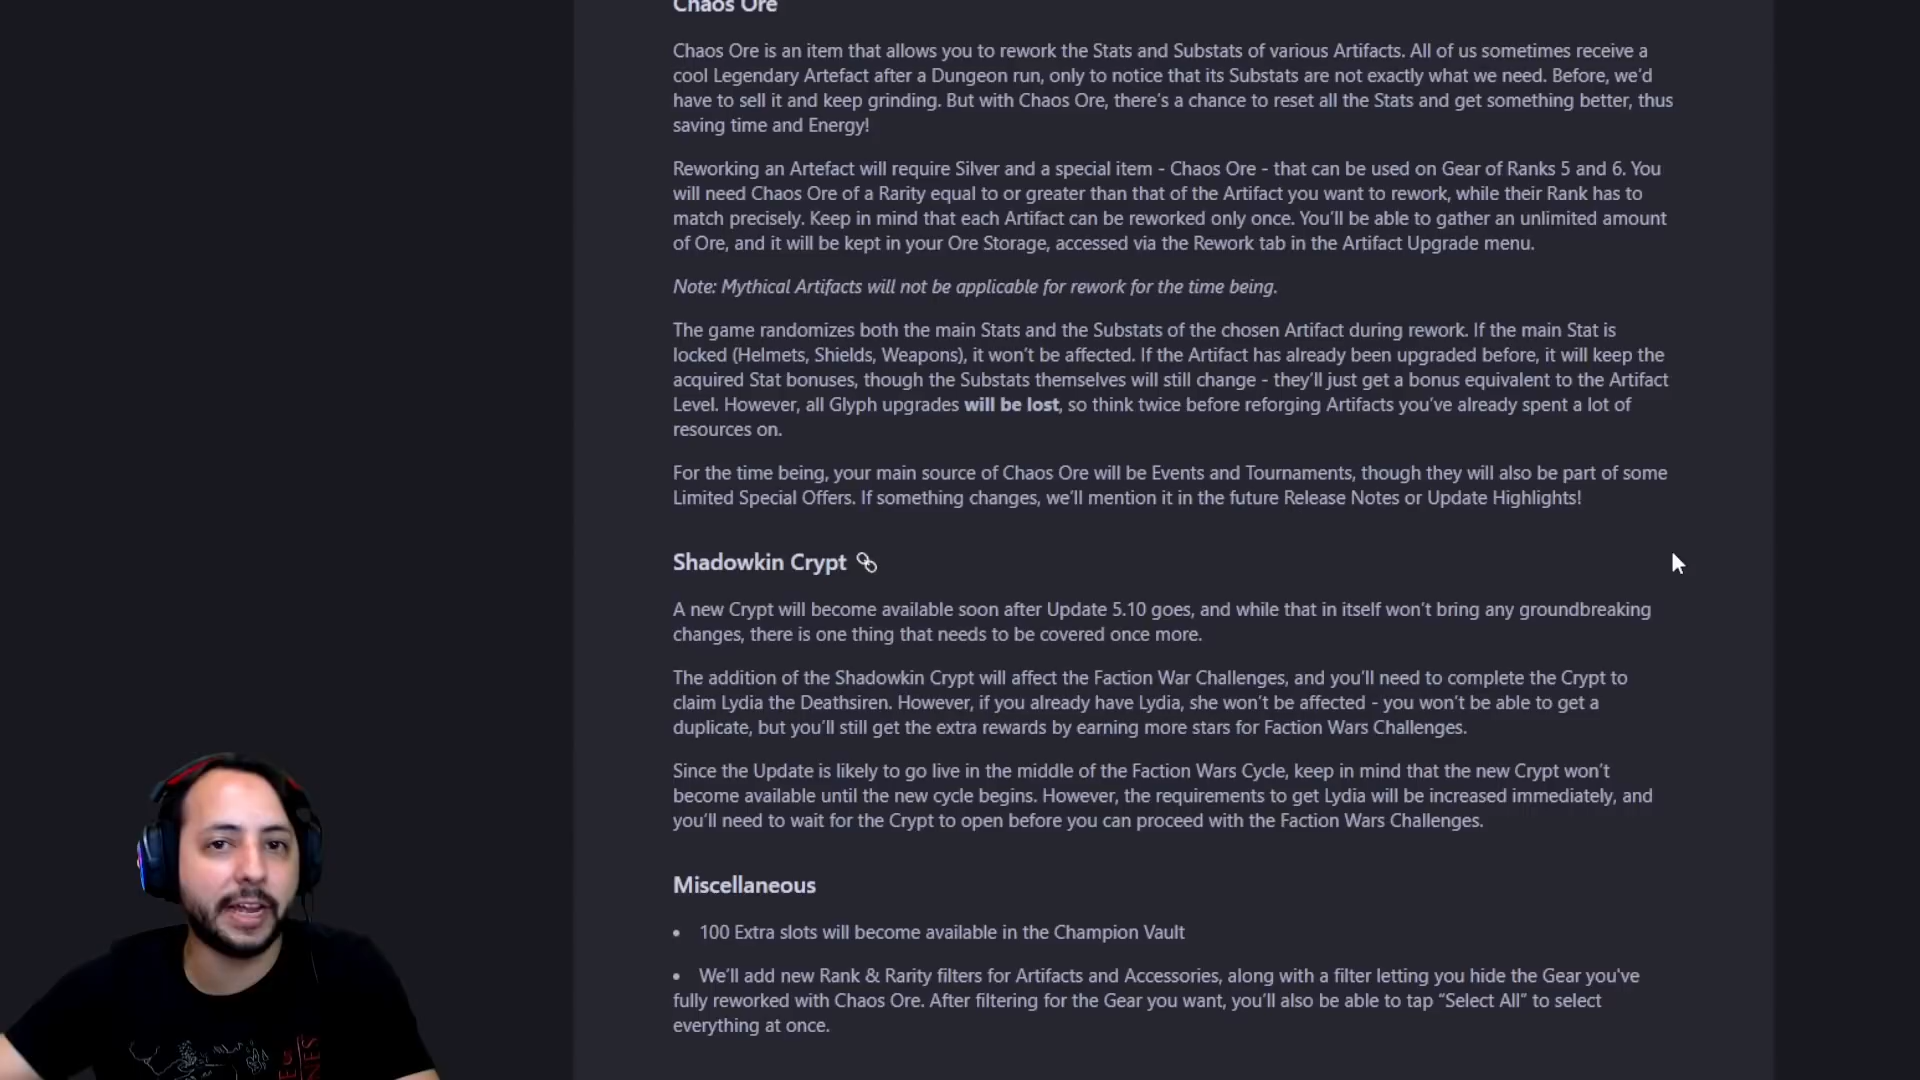 Chaos Ore
Chaos Ore is an item that allows you to rework the Stats and Substats of various Artifacts. All of us sometimes receive a
cool Legendary Artefact after a Dungeon run, only to notice that its Substats are not exactly what we need. Before, we'd
have to sell it and keep grinding. But with Chaos Ore, there's a chance to reset all the Stats and get something better, thus
saving time and Energy!
Reworking an Artefact will require Silver and a special item - Chaos Ore - that can be used on Gear of Ranks 5 and 6. You
will need Chaos Ore of a Rarity equal to or greater than that of the Artifact you want to rework, while their Rank has to
match precisely. Keep in mind that each Artifact can be reworked only once. You'll be able to gather an unlimited amount
of Ore, and it will be kept in your Ore Storage, accessed via the Rework tab in the Artifact Upgrade menu.
Note: Mythical Artifacts will not be applicable for rework for the time being.
The game randomizes both the main Stats and the Substats of the chosen Artifact during rework. If the main Stat is
locked (Helmets, Shields, Weapons), it won't be affected. If the Artifact has already been upgraded before, it will keep the
acquired Stat bonuses, though the Substats themselves will still change - they'll just get a bonus equivalent to the Artifact
Level. However, all Glyph upgrades will be lost, so think twice before reforging Artifacts you've already spent a lot of
resources on.
For the time being, your main source of Chaos Ore will be Events and Tournaments, though they will also be part of some
Limited Special Offers. If something changes, we'll mention it in the future Release Notes or Update Highlights!
Shadowkin Crypt
A new Crypt will become available soon after Update 5.10 goes, and while that in itself won't bring any groundbreaking
changes, there is one thing that needs to be covered once more.
The addition of the Shadowkin Crypt will affect the Faction War Challenges, and you'll need to complete the Crypt to
claim Lydia the Deathsiren. However, if you already have Lydia, she won't be affected - you won't be able to get a
duplicate, but you'll still get the extra rewards by earning more stars for Faction Wars Challenges.
Since the Update is likely to go live in the middle of the Faction Wars Cycle, keep in mind that the new Crypt won't
become available until the new cycle begins. However, the requirements to get Lydia will be increased immediately, and
you'll need to wait for the Crypt to open before you can proceed with the Faction Wars Challenges.
Miscellaneous
• 100 Extra slots will become available in the Champion Vault
• We'll add new Rank & Rarity filters for Artifacts and Accessories, along with a filter letting you hide the Gear you've
fully reworked with Chaos Ore. After filtering for the Gear you want, you'll also be able to tap “Select All” to select
everything at once.